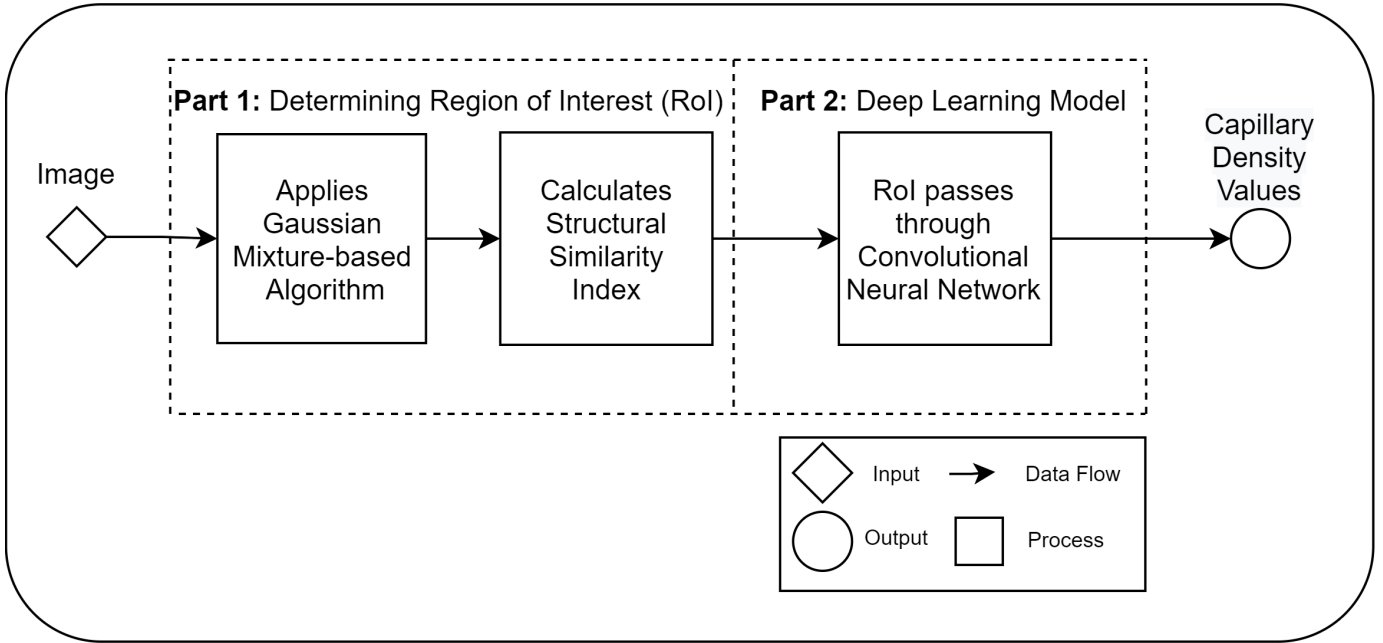 Part 1: Determining Region of Interest (RoI)
Part 2: Deep Learning Model
Image
Applies
Gaussian
Mixture-based
Algorithm
Calculates
Structural
Similarity
Index
RoI passes
through
Convolutional
Neural Network
Capillary
Density
Values
Input
Data Flow
Output
Process